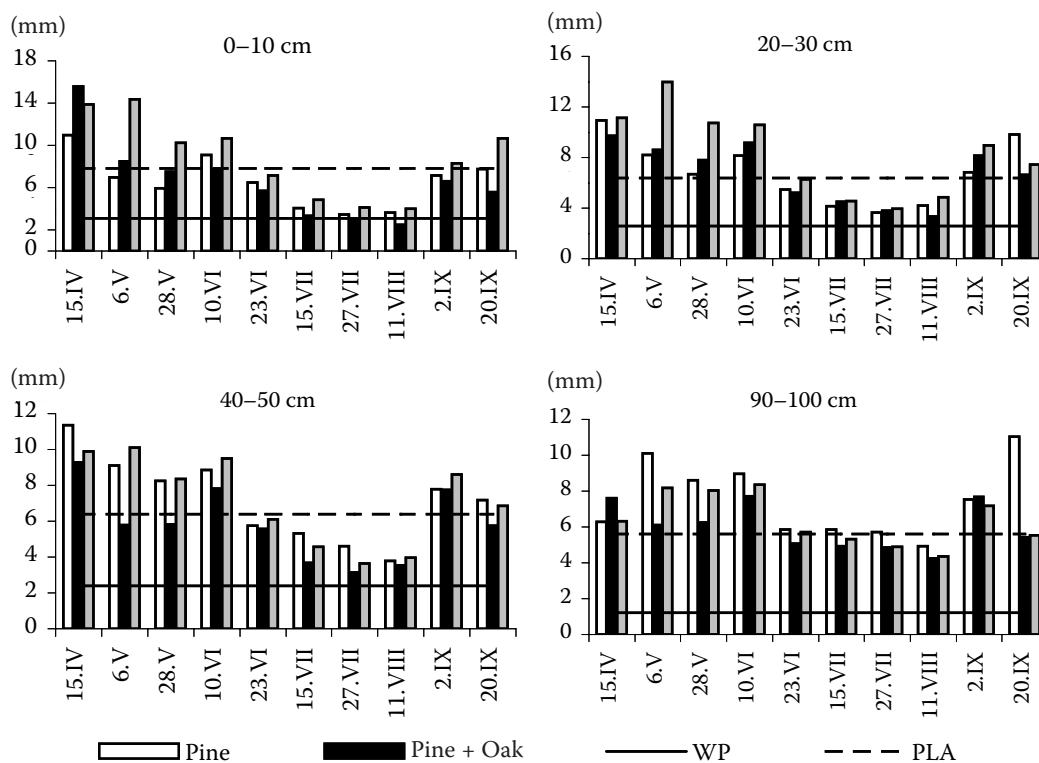 (mm)
0–10 cm
18
14
10
6
2
0
15.IV
6.V
28.V
10.VI
23.VI
15.VII
27.VII
11.VIII
2.IX
20.IX
(mm)
20–30 cm
16
12
8
4
0
15.IV
6.V
28.V
10.VI
23.VI
15.VII
27.VII
11.VIII
2.IX
20.IX
(mm)
40–50 cm
12
10
8
6
4
2
0
15.IV
6.V
28.V
10.VI
23.VI
15.VII
27.VII
11.VIII
2.IX
20.IX
(mm)
90–100 cm
12
10
8
6
4
2
0
15.IV
6.V
28.V
10.VI
23.VI
15.VII
27.VII
11.VIII
2.IX
20.IX
Pine Pine + Oak WP PLA